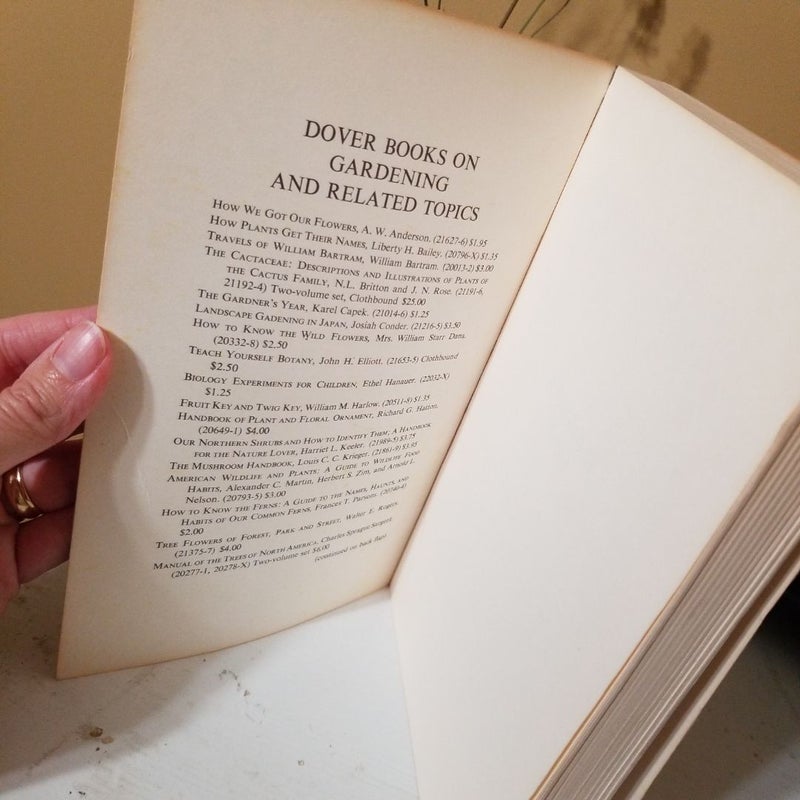 DOVER BOOKS ON
GARDENING
AND RELATED TOPICS
HOW WE GOT OUR FLOWERS, A. W. Anderson. (21627-6) $1.95
HOW PLANTS GET THEIR NAMES, Liberty H. Bailey. (20796-X) $1.35
TRAVELS OF WILLIAM BARTRAM, William Bartram. (20013-2) $3.00
THE CACTACEAE: DESCRIPTIONS AND ILLUSTRATIONS OF PLANTS OF
THE CACTUS FAMILY, N.L. Britton and J. N. Rose. (21191-6,
21192-4) Two-volume set, Clothbound $25.00
THE GARDNER'S YEAR, Karel Capek. (21014-6) $1.25
LANDSCAPE GADENING IN JAPAN, Josiah Conder. (21216-5) $3.50
HOW TO KNOW THE WILD FLOWERS, Mrs. William Starr Dana.
(20332-8) $2.50
TEACH YOURSELF BOTANY, John H. Elliott. (21653-5) Clothbound
$2.50
BIOLOGY EXPERIMENTS FOR CHILDREN, Ethel Hanauer. (22032-X)
$1.25
FRUIT KEY AND TWIG KEY, William M. Harlow. (20511-8) $1.35
HANDBOOK OF PLANT AND FLORAL ORNAMENT, Richard G. Hatton.
(20649-1) $4.00
OUR NORTHERN SHRUBS AND HOW TO IDENTIFY THEM, A HANDBOOK
FOR THE NATURE LOVER, Harriet L. Keeler. (21989-5) $3.75
THE MUSHROOM HANDBOOK, Louis C. C. Krieger. (21861-9) $3.95
AMERICAN WILDLIFE AND PLANTS: A GUIDE TO WILDLIFE FOOD
HABITS, Alexander C. Martin, Herbert S. Zim, and Arnold L.
Nelson. (20793-5) $3.00
HOW TO KNOW THE FERNS: A GUIDE TO THE NAMES, HAUNTS, AND
HABITS OF OUR COMMON FERNS, Frances T. Parsons. (20740-4)
$2.00
TREE FLOWERS OF FOREST, PARK AND STREET, Walter E. Rogers.
(21375-7) $4.00
MANUAL OF THE TREES OF NORTH AMERICA, Charles Sprague Sargent.
(20277-1, 20278-X) Two-volume set $6.00
(continued on back flap)